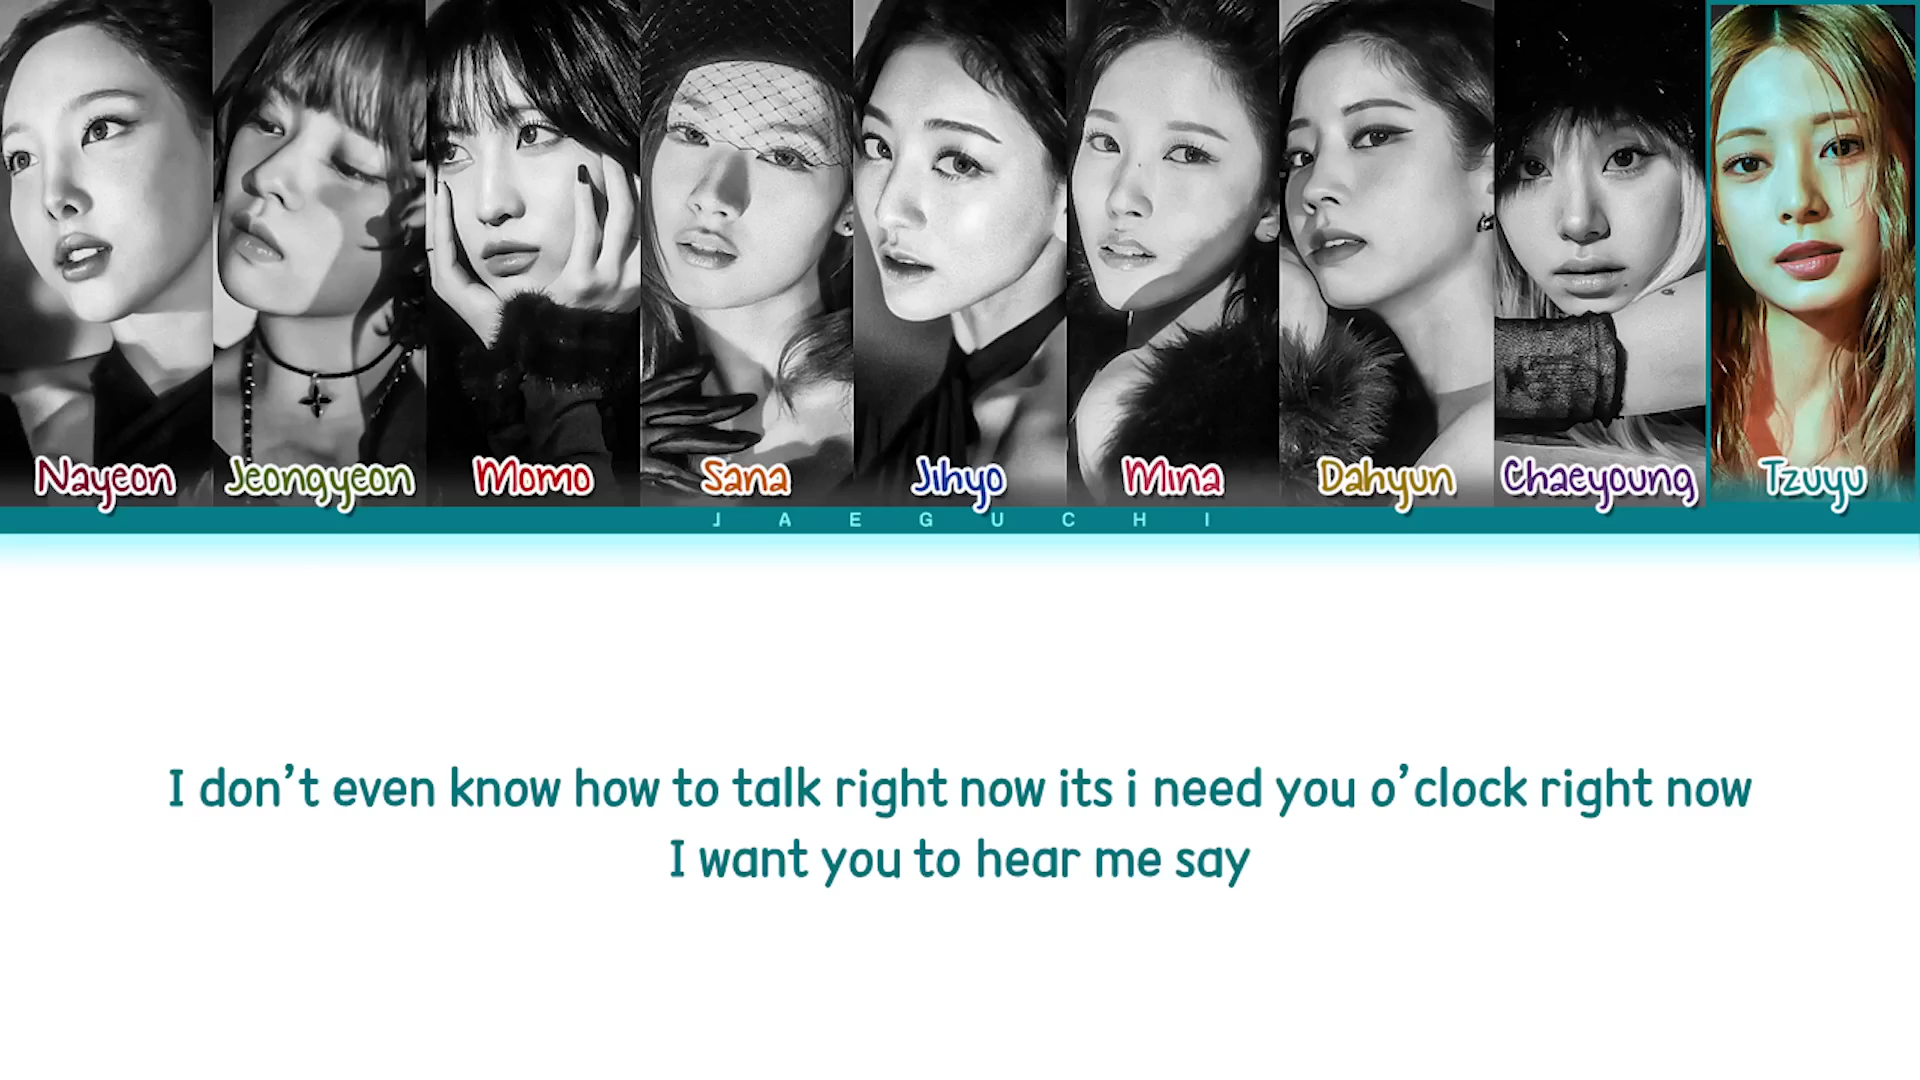 Nayeon Jeongyeon Momo Sana Jihyo Mina Dahyun Chaeyoung Tzuyu
JAEGUCHI
I don’t even know how to talk right now its i need you o’clock right now
I want you to hear me say